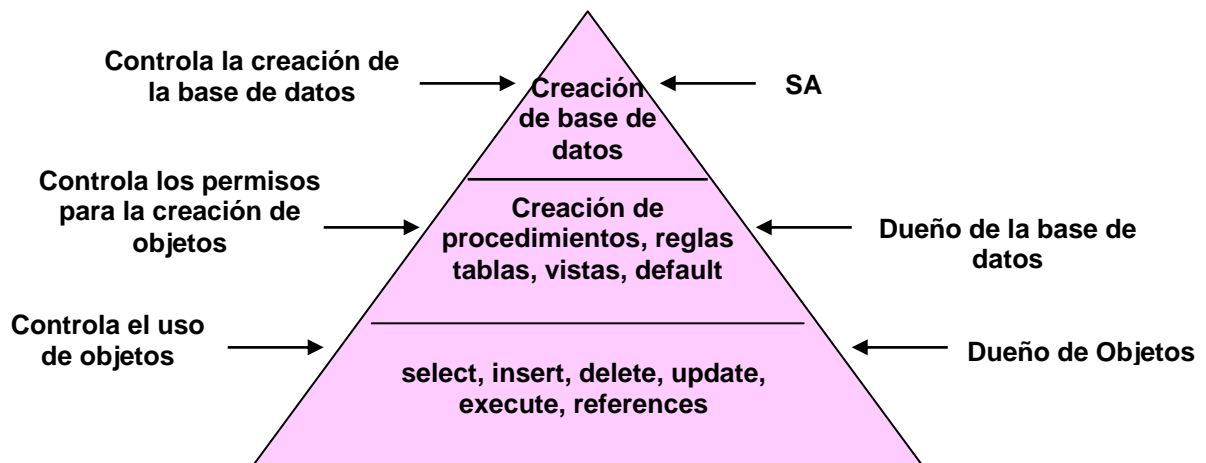 Controla la creación de
la base de datos
Creación
de base de
datos
SA
Controla los permisos
para la creación de
objetos
Creación de
procedimientos, reglas
tablas, vistas, default
Dueño de la base de
datos
Controla el uso
de objetos
select, insert, delete, update,
execute, references
Dueño de Objetos